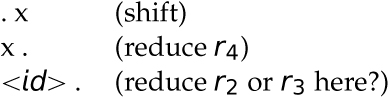 . x (shift)
x . (reduce r4)
<id> . (reduce r2 or r3 here?)